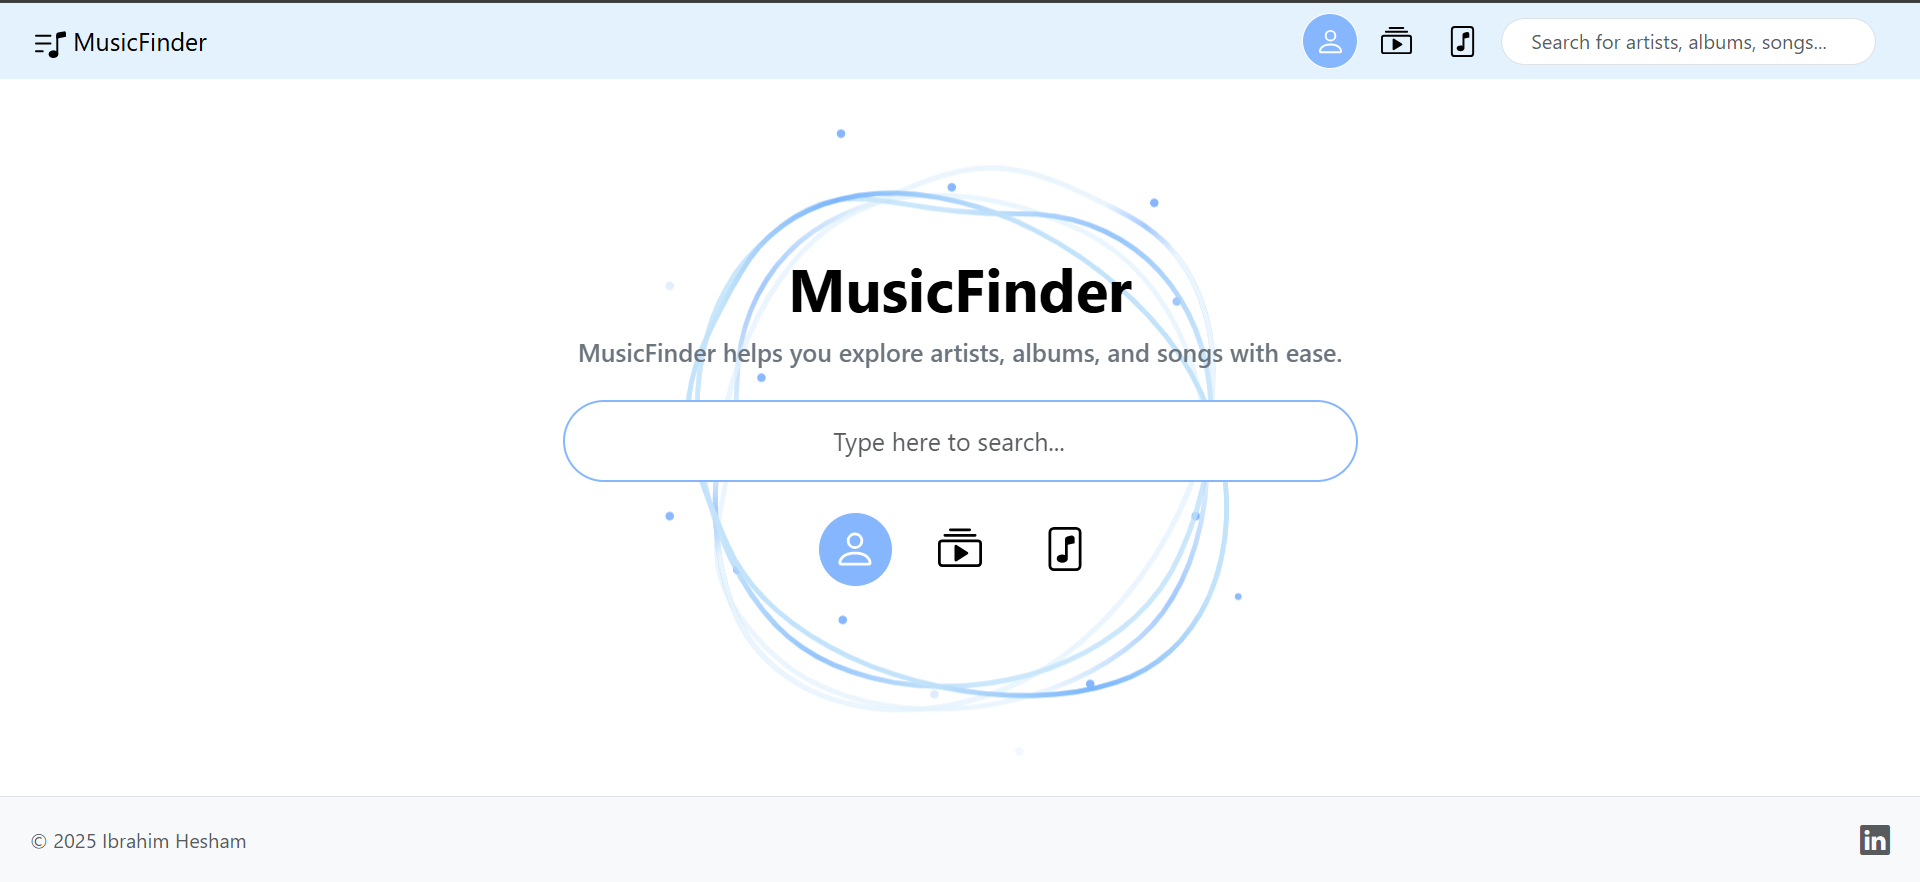 MusicFinder
Search for artists, albums, songs...
MusicFinder
MusicFinder helps you explore artists, albums, and songs with ease.
Type here to search...
© 2025 Ibrahim Hesham
in